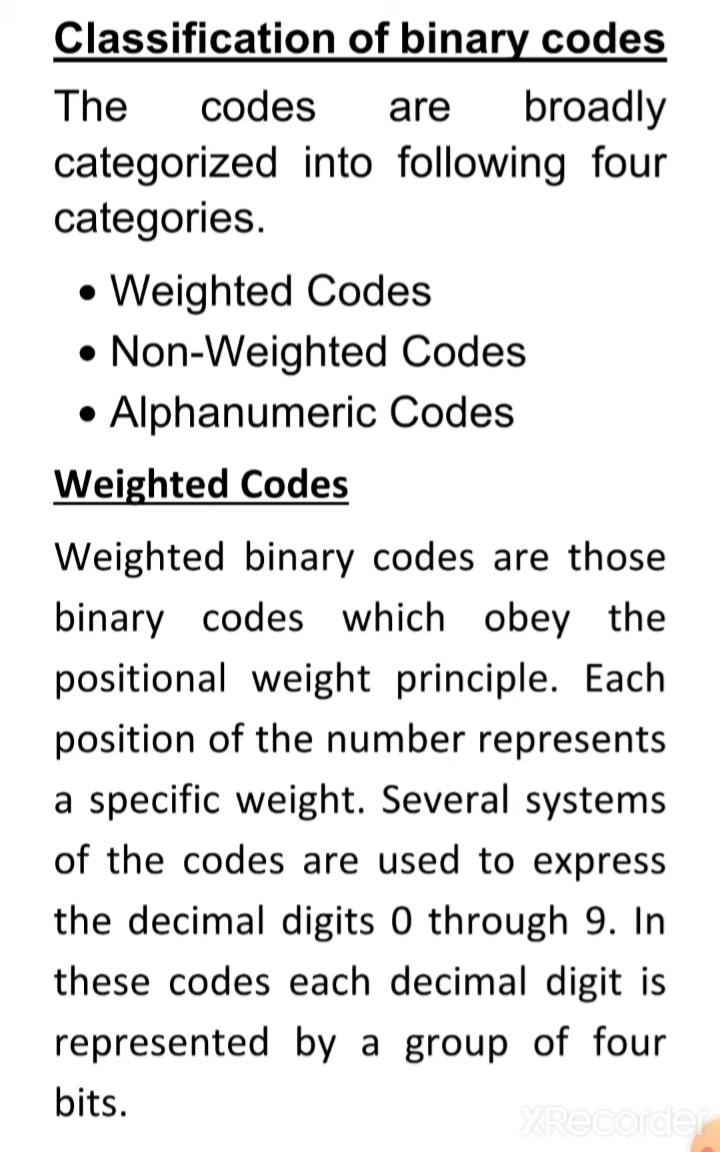 Classification of binary codes
The codes are broadly
categorized into following four
categories.
• Weighted Codes
• Non-Weighted Codes
• Alphanumeric Codes
Weighted Codes
Weighted binary codes are those
binary codes which obey the
positional weight principle. Each
position of the number represents
a specific weight. Several systems
of the codes are used to express
the decimal digits 0 through 9. In
these codes each decimal digit is
represented by a group of four
bits.
XRecorder